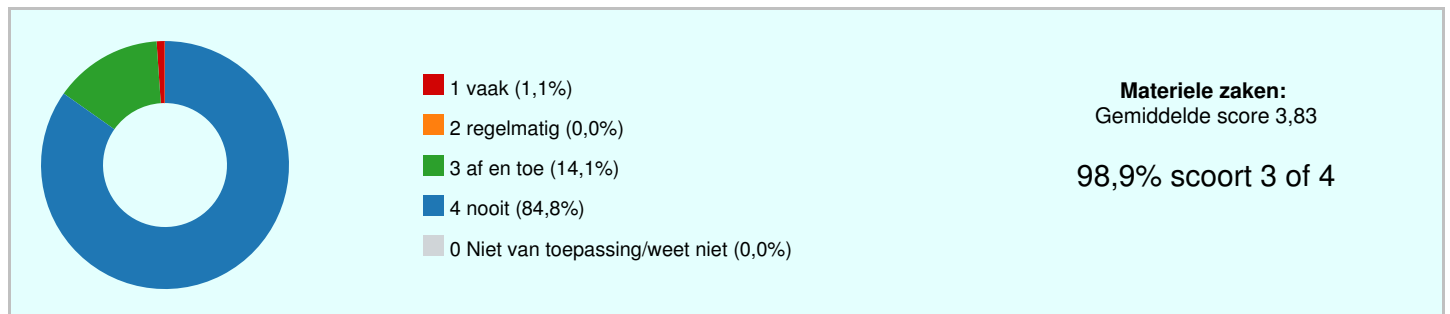 1 vaak (1,1%)
2 regelmatig (0,0%)
3 af en toe (14,1%)
4 nooit (84,8%)
0 Niet van toepassing/weet niet (0,0%)
Materiele zaken:
Gemiddelde score 3,83
98,9% scoort 3 of 4